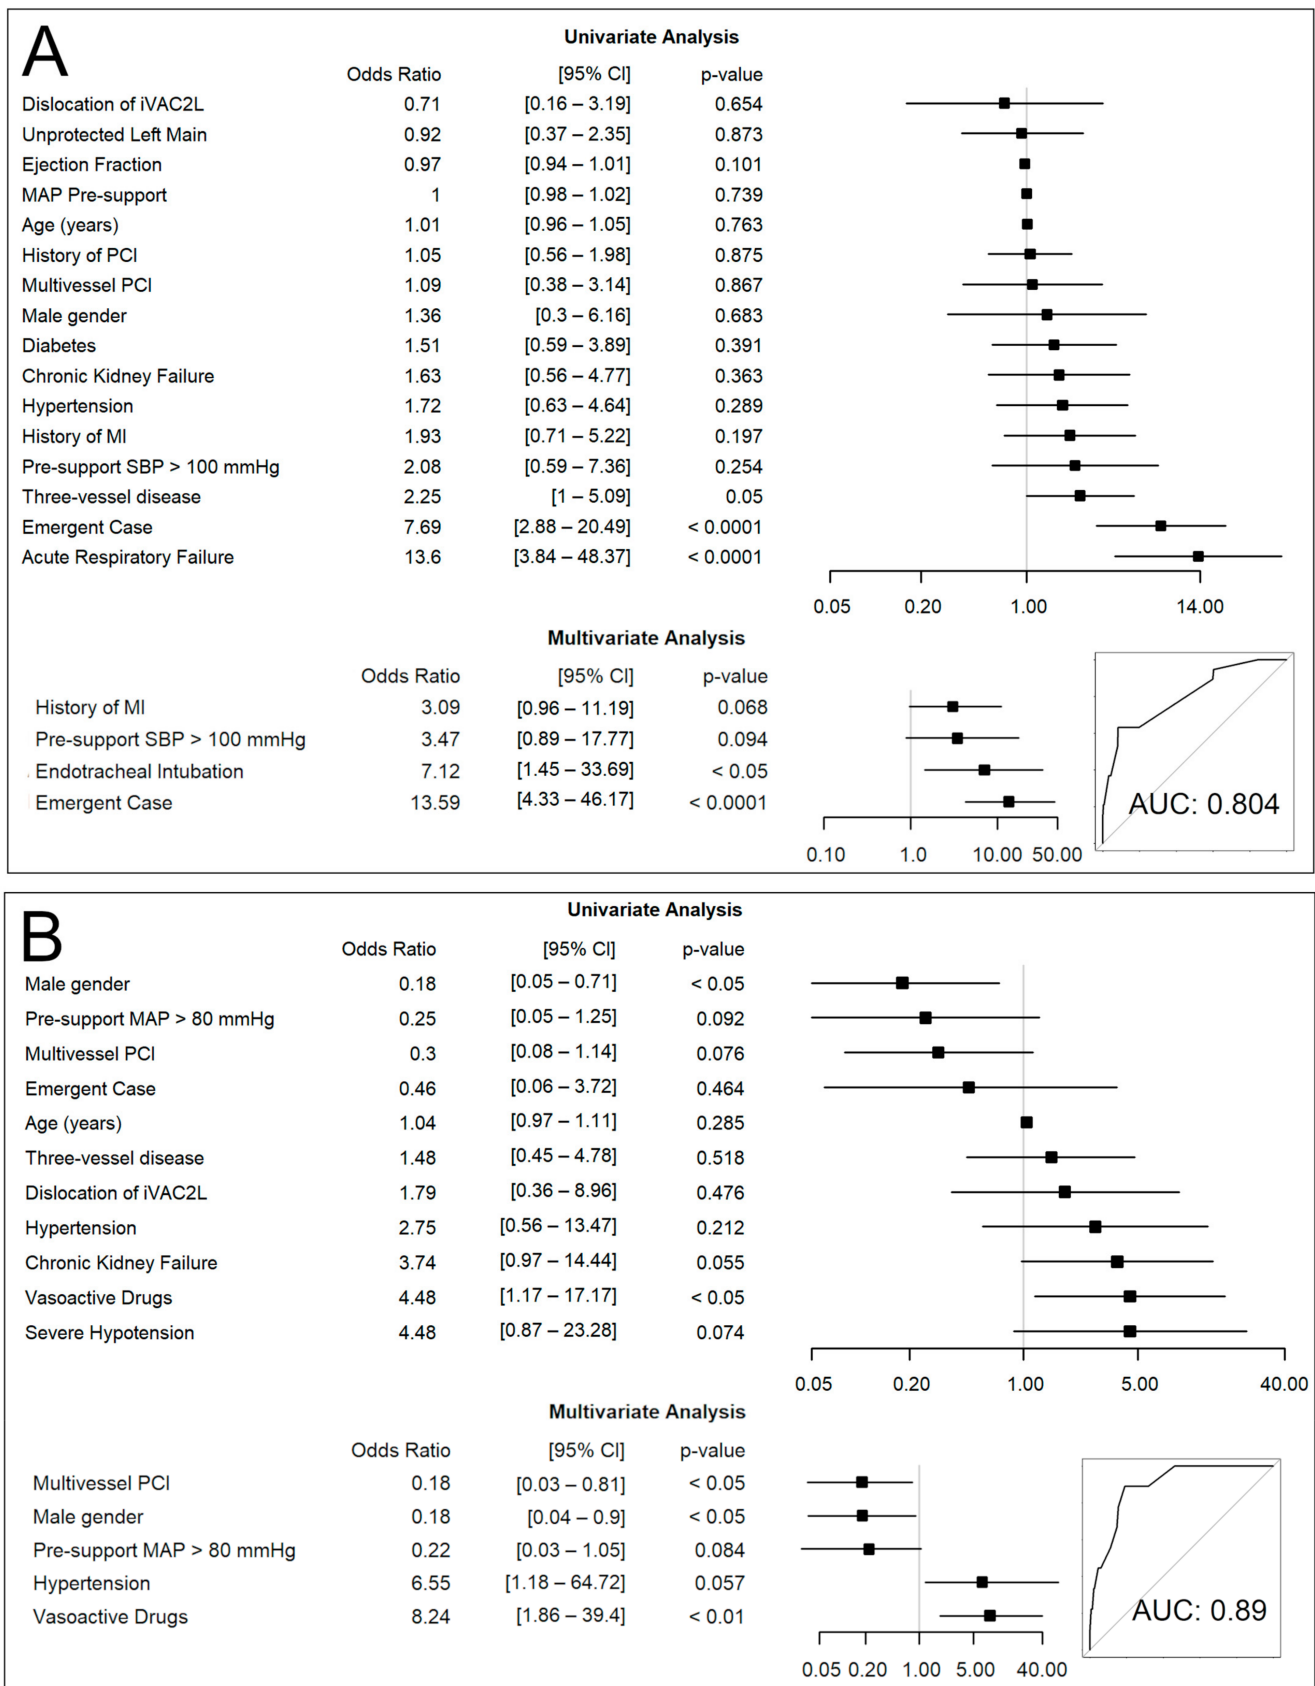 A
Univariate Analysis
Odds Ratio [95% CI] p-value
Dislocation of iVAC2L 0.71 [0.16 – 3.19] 0.654
Unprotected Left Main 0.92 [0.37 – 2.35] 0.873
Ejection Fraction 0.97 [0.94 – 1.01] 0.101
MAP Pre-support 1 [0.98 – 1.02] 0.739
Age (years) 1.01 [0.96 – 1.05] 0.763
History of PCI 1.05 [0.56 – 1.98] 0.875
Multivessel PCI 1.09 [0.38 – 3.14] 0.867
Male gender 1.36 [0.3 – 6.16] 0.683
Diabetes 1.51 [0.59 – 3.89] 0.391
Chronic Kidney Failure 1.63 [0.56 – 4.77] 0.363
Hypertension 1.72 [0.63 – 4.64] 0.289
History of MI 1.93 [0.71 – 5.22] 0.197
Pre-support SBP > 100 mmHg 2.08 [0.59 – 7.36] 0.254
Three-vessel disease 2.25 [1 – 5.09] 0.05
Emergent Case 7.69 [2.88 – 20.49] < 0.0001
Acute Respiratory Failure 13.6 [3.84 – 48.37] < 0.0001
0.05 0.20 1.00 14.00
Multivariate Analysis
Odds Ratio [95% CI] p-value
History of MI 3.09 [0.96 – 11.19] 0.068
Pre-support SBP > 100 mmHg 3.47 [0.89 – 17.77] 0.094
Endotracheal Intubation 7.12 [1.45 – 33.69] < 0.05
Emergent Case 13.59 [4.33 – 46.17] < 0.0001
AUC: 0.804
0.10 1.0 10.00 50.00
B
Univariate Analysis
Odds Ratio [95% CI] p-value
Male gender 0.18 [0.05 – 0.71] < 0.05
Pre-support MAP > 80 mmHg 0.25 [0.05 – 1.25] 0.092
Multivessel PCI 0.3 [0.08 – 1.14] 0.076
Emergent Case 0.46 [0.06 – 3.72] 0.464
Age (years) 1.04 [0.97 – 1.11] 0.285
Three-vessel disease 1.48 [0.45 – 4.78] 0.518
Dislocation of iVAC2L 1.79 [0.36 – 8.96] 0.476
Hypertension 2.75 [0.56 – 13.47] 0.212
Chronic Kidney Failure 3.74 [0.97 – 14.44] 0.055
Vasoactive Drugs 4.48 [1.17 – 17.17] < 0.05
Severe Hypotension 4.48 [0.87 – 23.28] 0.074
0.05 0.20 1.00 5.00 40.00
Multivariate Analysis
Odds Ratio [95% CI] p-value
Multivessel PCI 0.18 [0.03 – 0.81] < 0.05
Male gender 0.18 [0.04 – 0.9] < 0.05
Pre-support MAP > 80 mmHg 0.22 [0.03 – 1.05] 0.084
Hypertension 6.55 [1.18 – 64.72] 0.057
Vasoactive Drugs 8.24 [1.86 – 39.4] < 0.01
AUC: 0.89
0.05 0.20 1.00 5.00 40.00